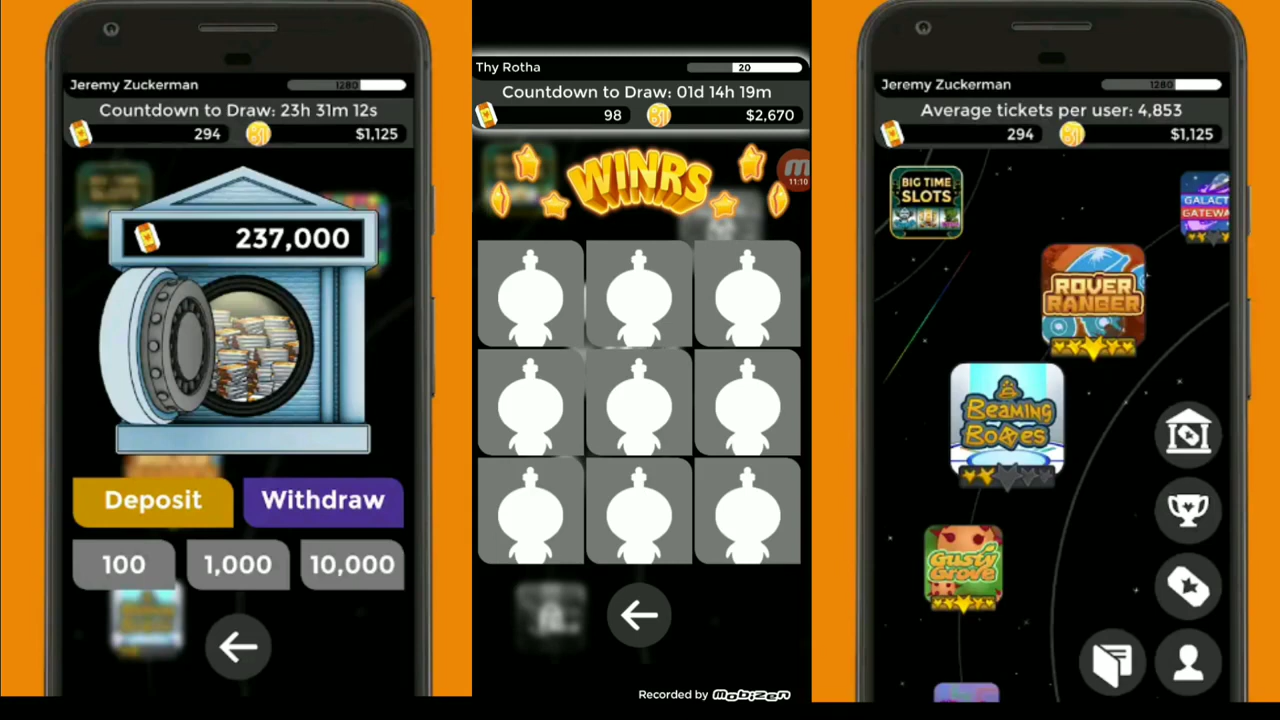 Jeremy Zuckerman
1280
Countdown to Draw: 23h 31m 12s
294
$1,125
237,000
Deposit
Withdraw
100
1,000
10,000
Thy Rotha
20
Countdown to Draw: 01d 14h 19m
98
$2,670
WINRS
11:10
Recorded by Mobizen
Jeremy Zuckerman
1280
Average tickets per user: 4,853
294
$1,125
BIG TIME
SLOTS
ROVER
RANGER
BEAMING
BOXES
GUSTY
GROVE